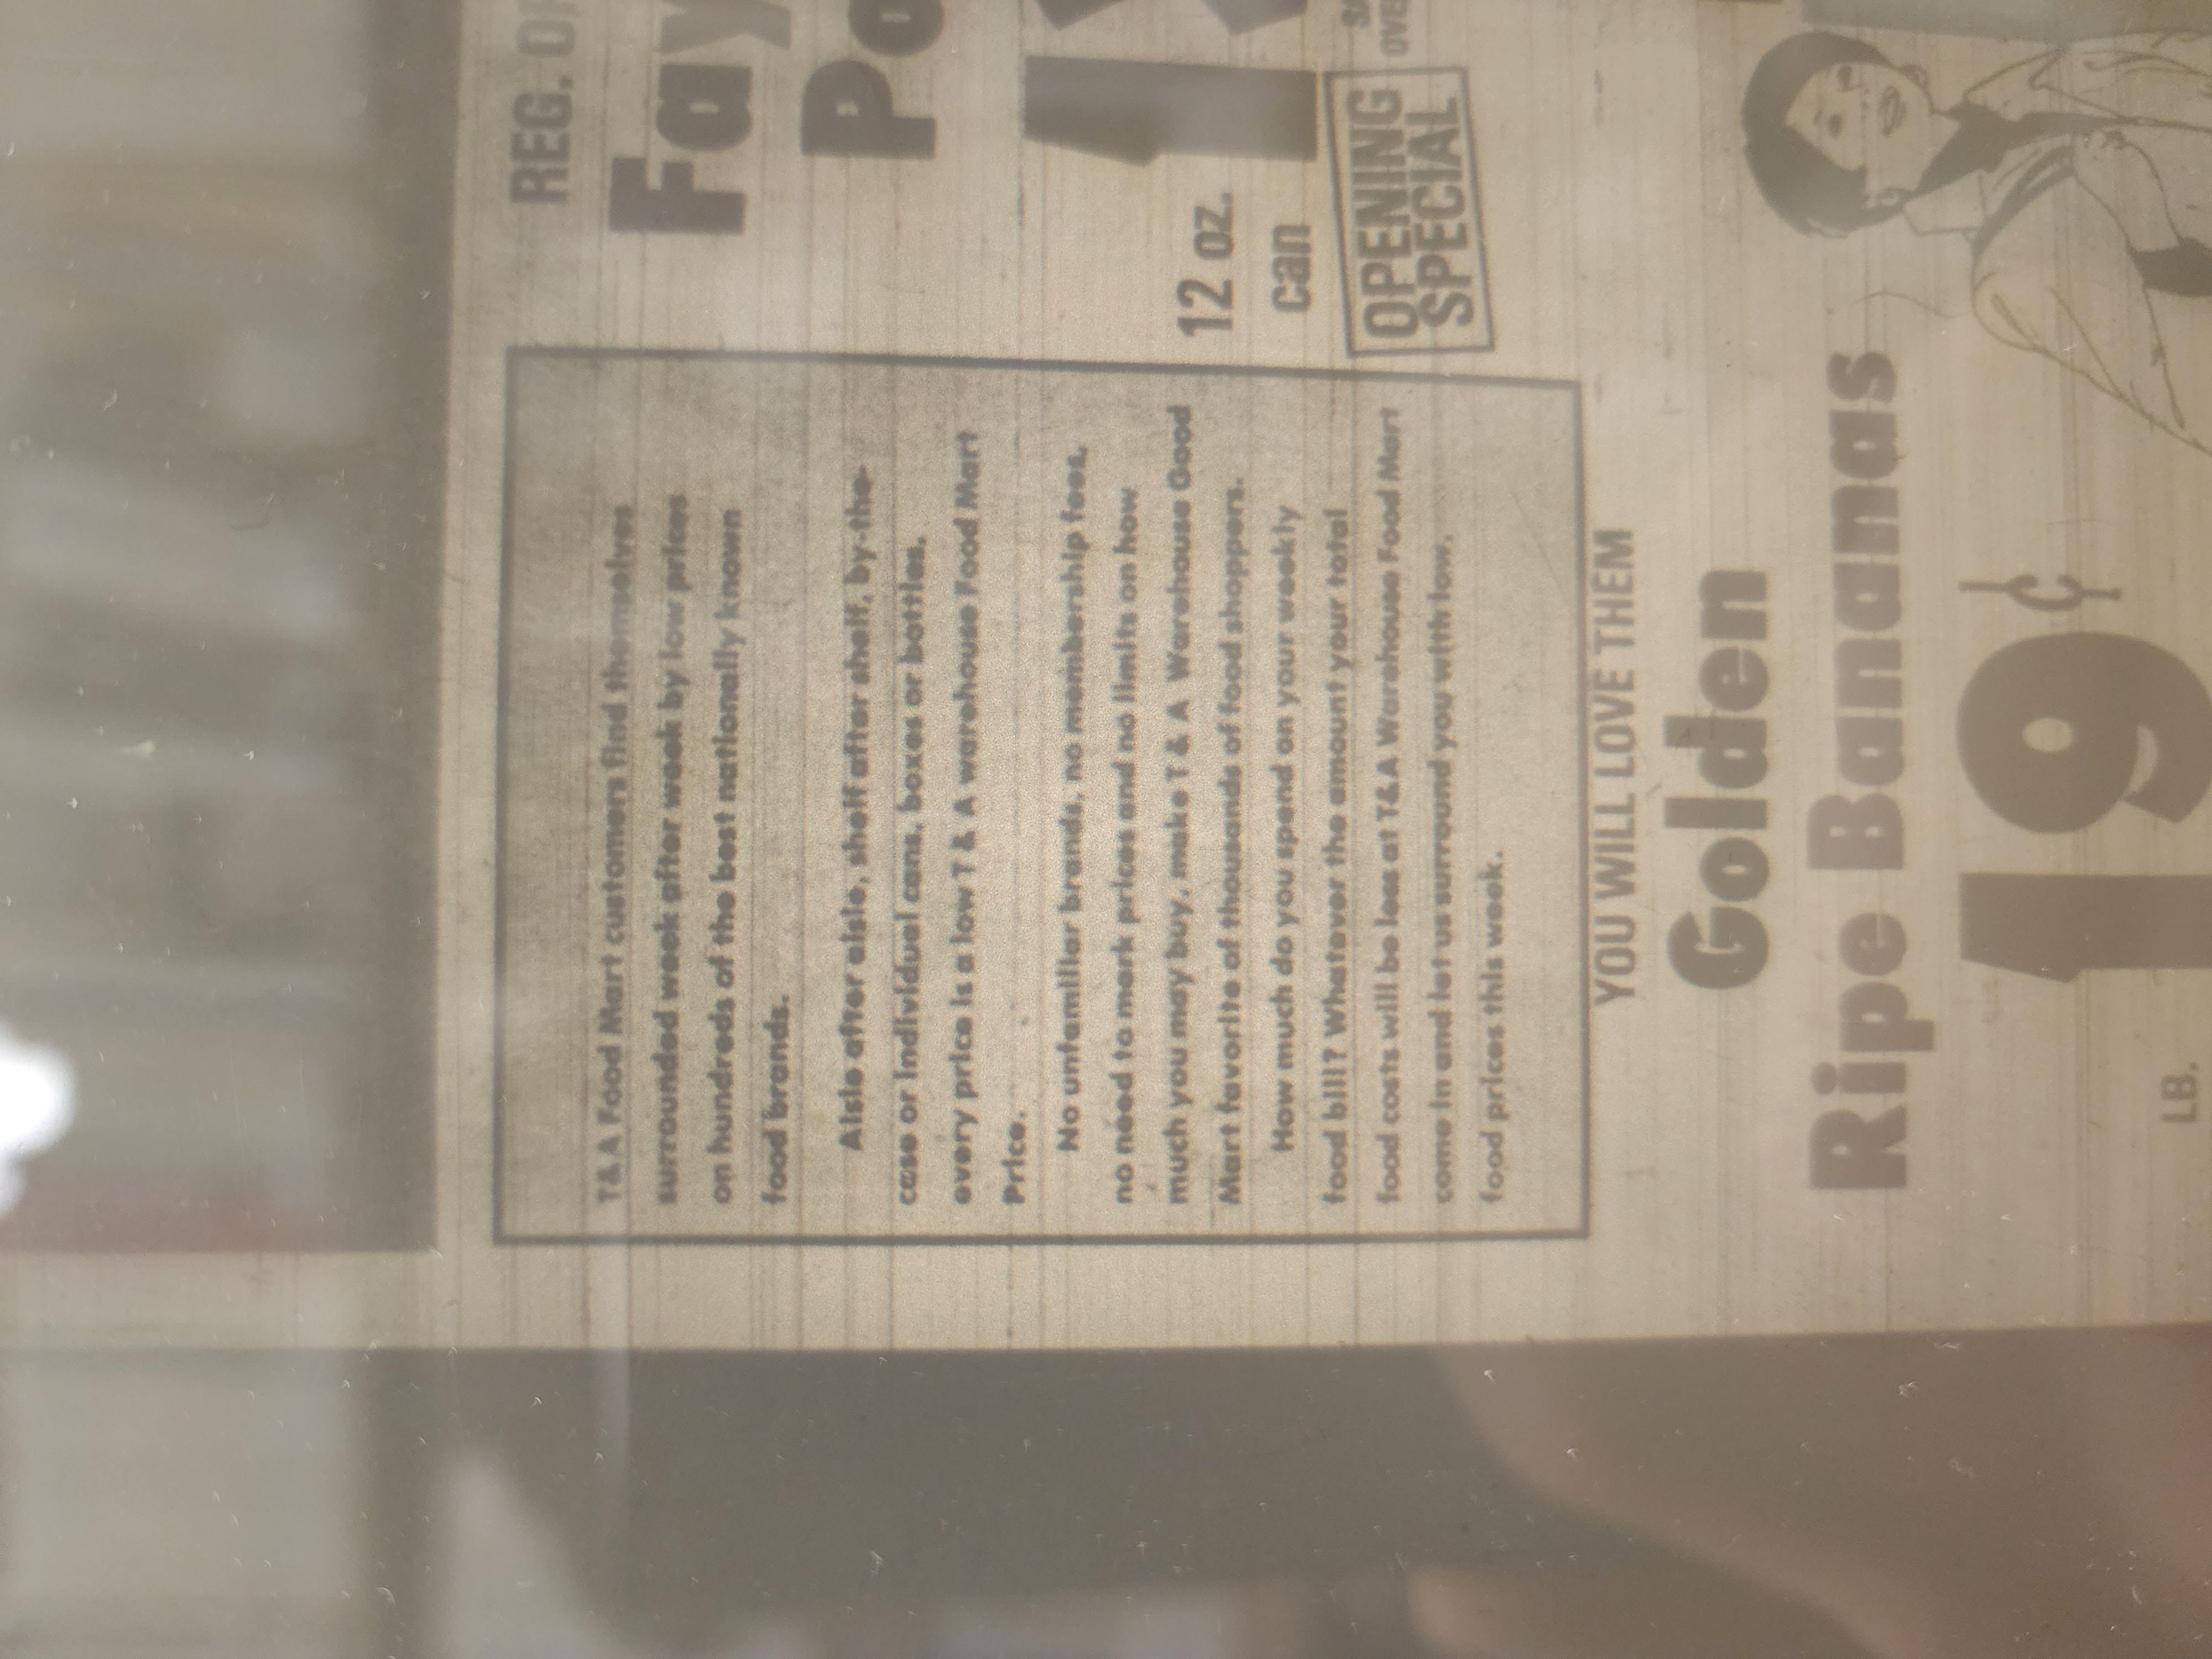 T&A Food Mart customers find themselves
surrounded week after week by low prices
on hundreds of the best nationally known
food brands.
Aisle after aisle, shelf after shelf, by-the-
case or individual cans, boxes or bottles,
every price is a low T & A warehouse Food Mart
Price.
No unfamiliar brands, no membership fees,
no need to mark prices and no limits on how
much you may buy, make T & A Warehouse Good
Mart favorite of thousands of food shoppers.
How much do you spend on your weekly
food bill? Whatever the amount your total
food costs will be less at T&A Warehouse Food Mart
come in and let us surround you with low,
food prices this week.
REG. OR
Fay
Po
1
12 oz.
can
OPENING
SPECIAL
OVE
YOU WILL LOVE THEM
Golden
Ripe Bananas
LB. 19¢